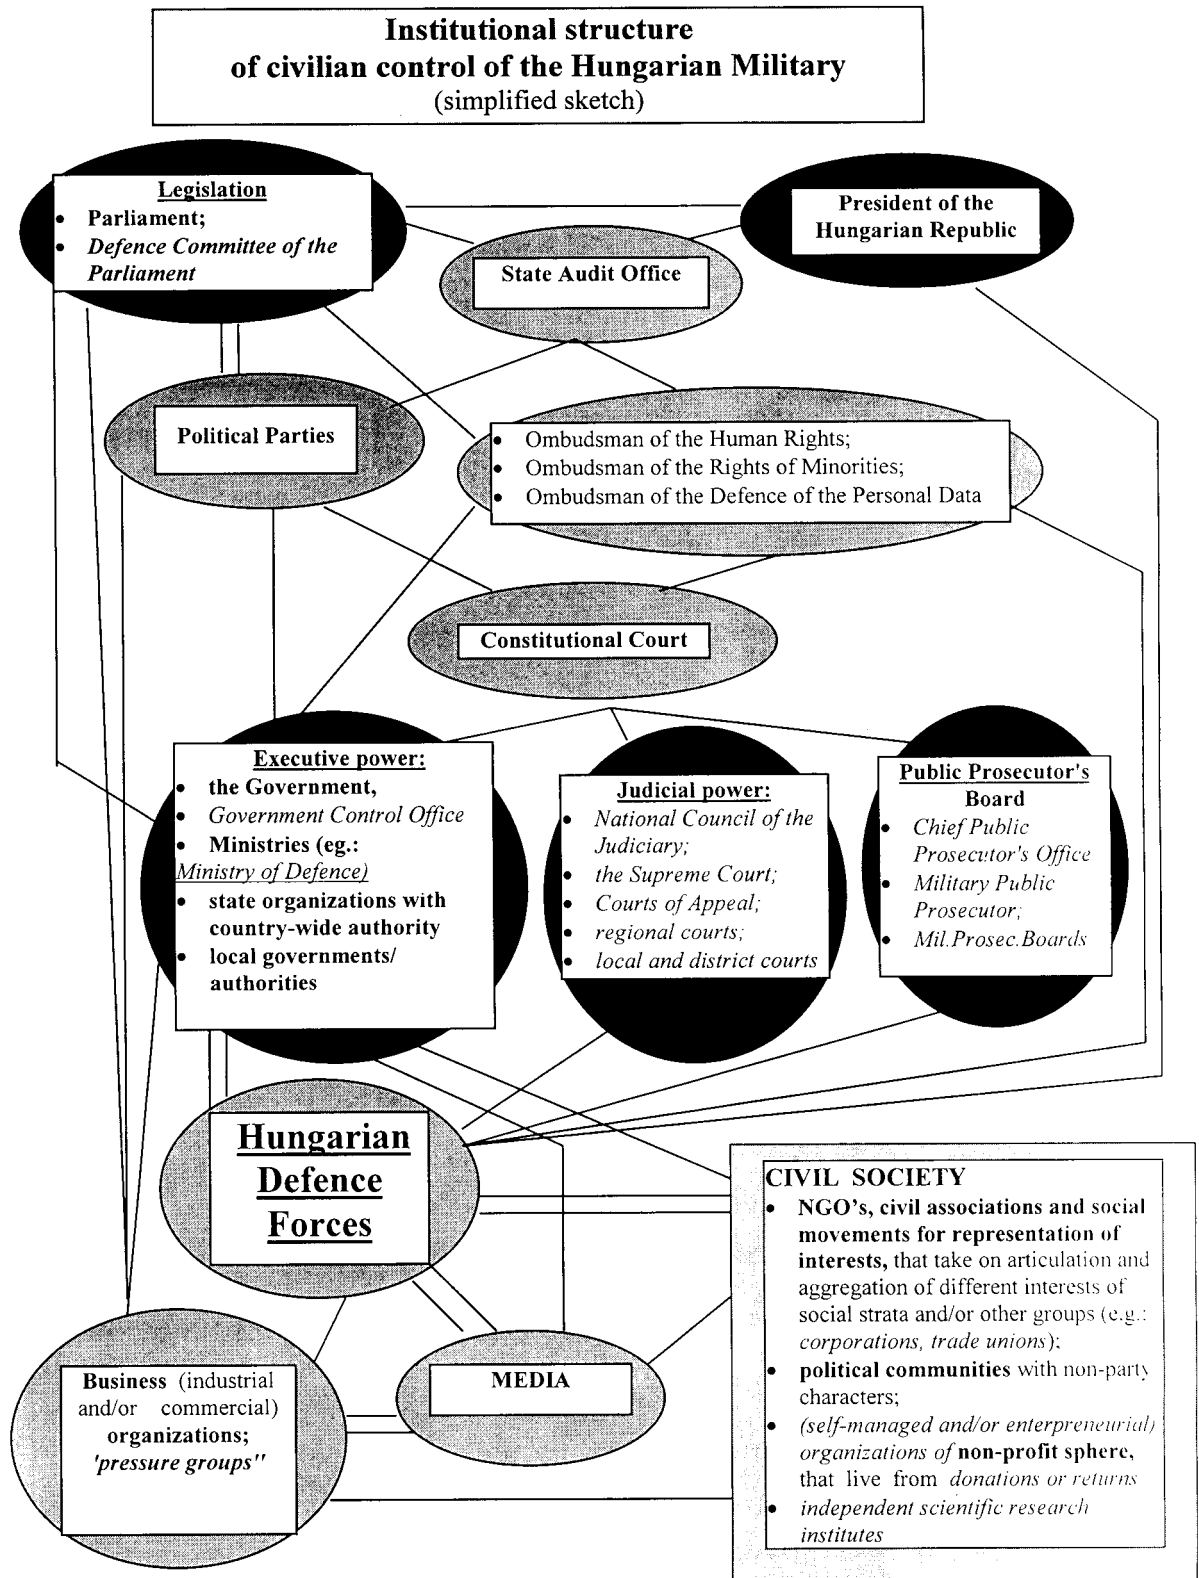 Institutional structure
of civilian control of the Hungarian Military
(simplified sketch)
Legislation
• Parliament;
• Defence Committee of the
Parliament
President of the
Hungarian Republic
State Audit Office
Political Parties
• Ombudsman of the Human Rights;
• Ombudsman of the Rights of Minorities;
• Ombudsman of the Defence of the Personal Data
Constitutional Court
Executive power:
• the Government,
• Government Control Office
• Ministries (eg.:
Ministry of Defence)
• state organizations with
country-wide authority
• local governments/
authorities
Judicial power:
• National Council of the
Judiciary;
• the Supreme Court;
• Courts of Appeal;
• regional courts;
• local and district courts
Public Prosecutor's
Board
• Chief Public
Prosecutor's Office
• Military Public
Prosecutor;
• Mil.Prosec.Boards
Hungarian
Defence
Forces
CIVIL SOCIETY
• NGO's, civil associations and social
movements for representation of
interests, that take on articulation and
aggregation of different interests of
social strata and/or other groups (e.g.:
corporations, trade unions);
• political communities with non-party
characters;
• (self-managed and/or enterpreneurial)
organizations of non-profit sphere,
that live from donations or returns
• independent scientific research
institutes
MEDIA
Business (industrial
and/or commercial)
organizations;
'pressure groups"